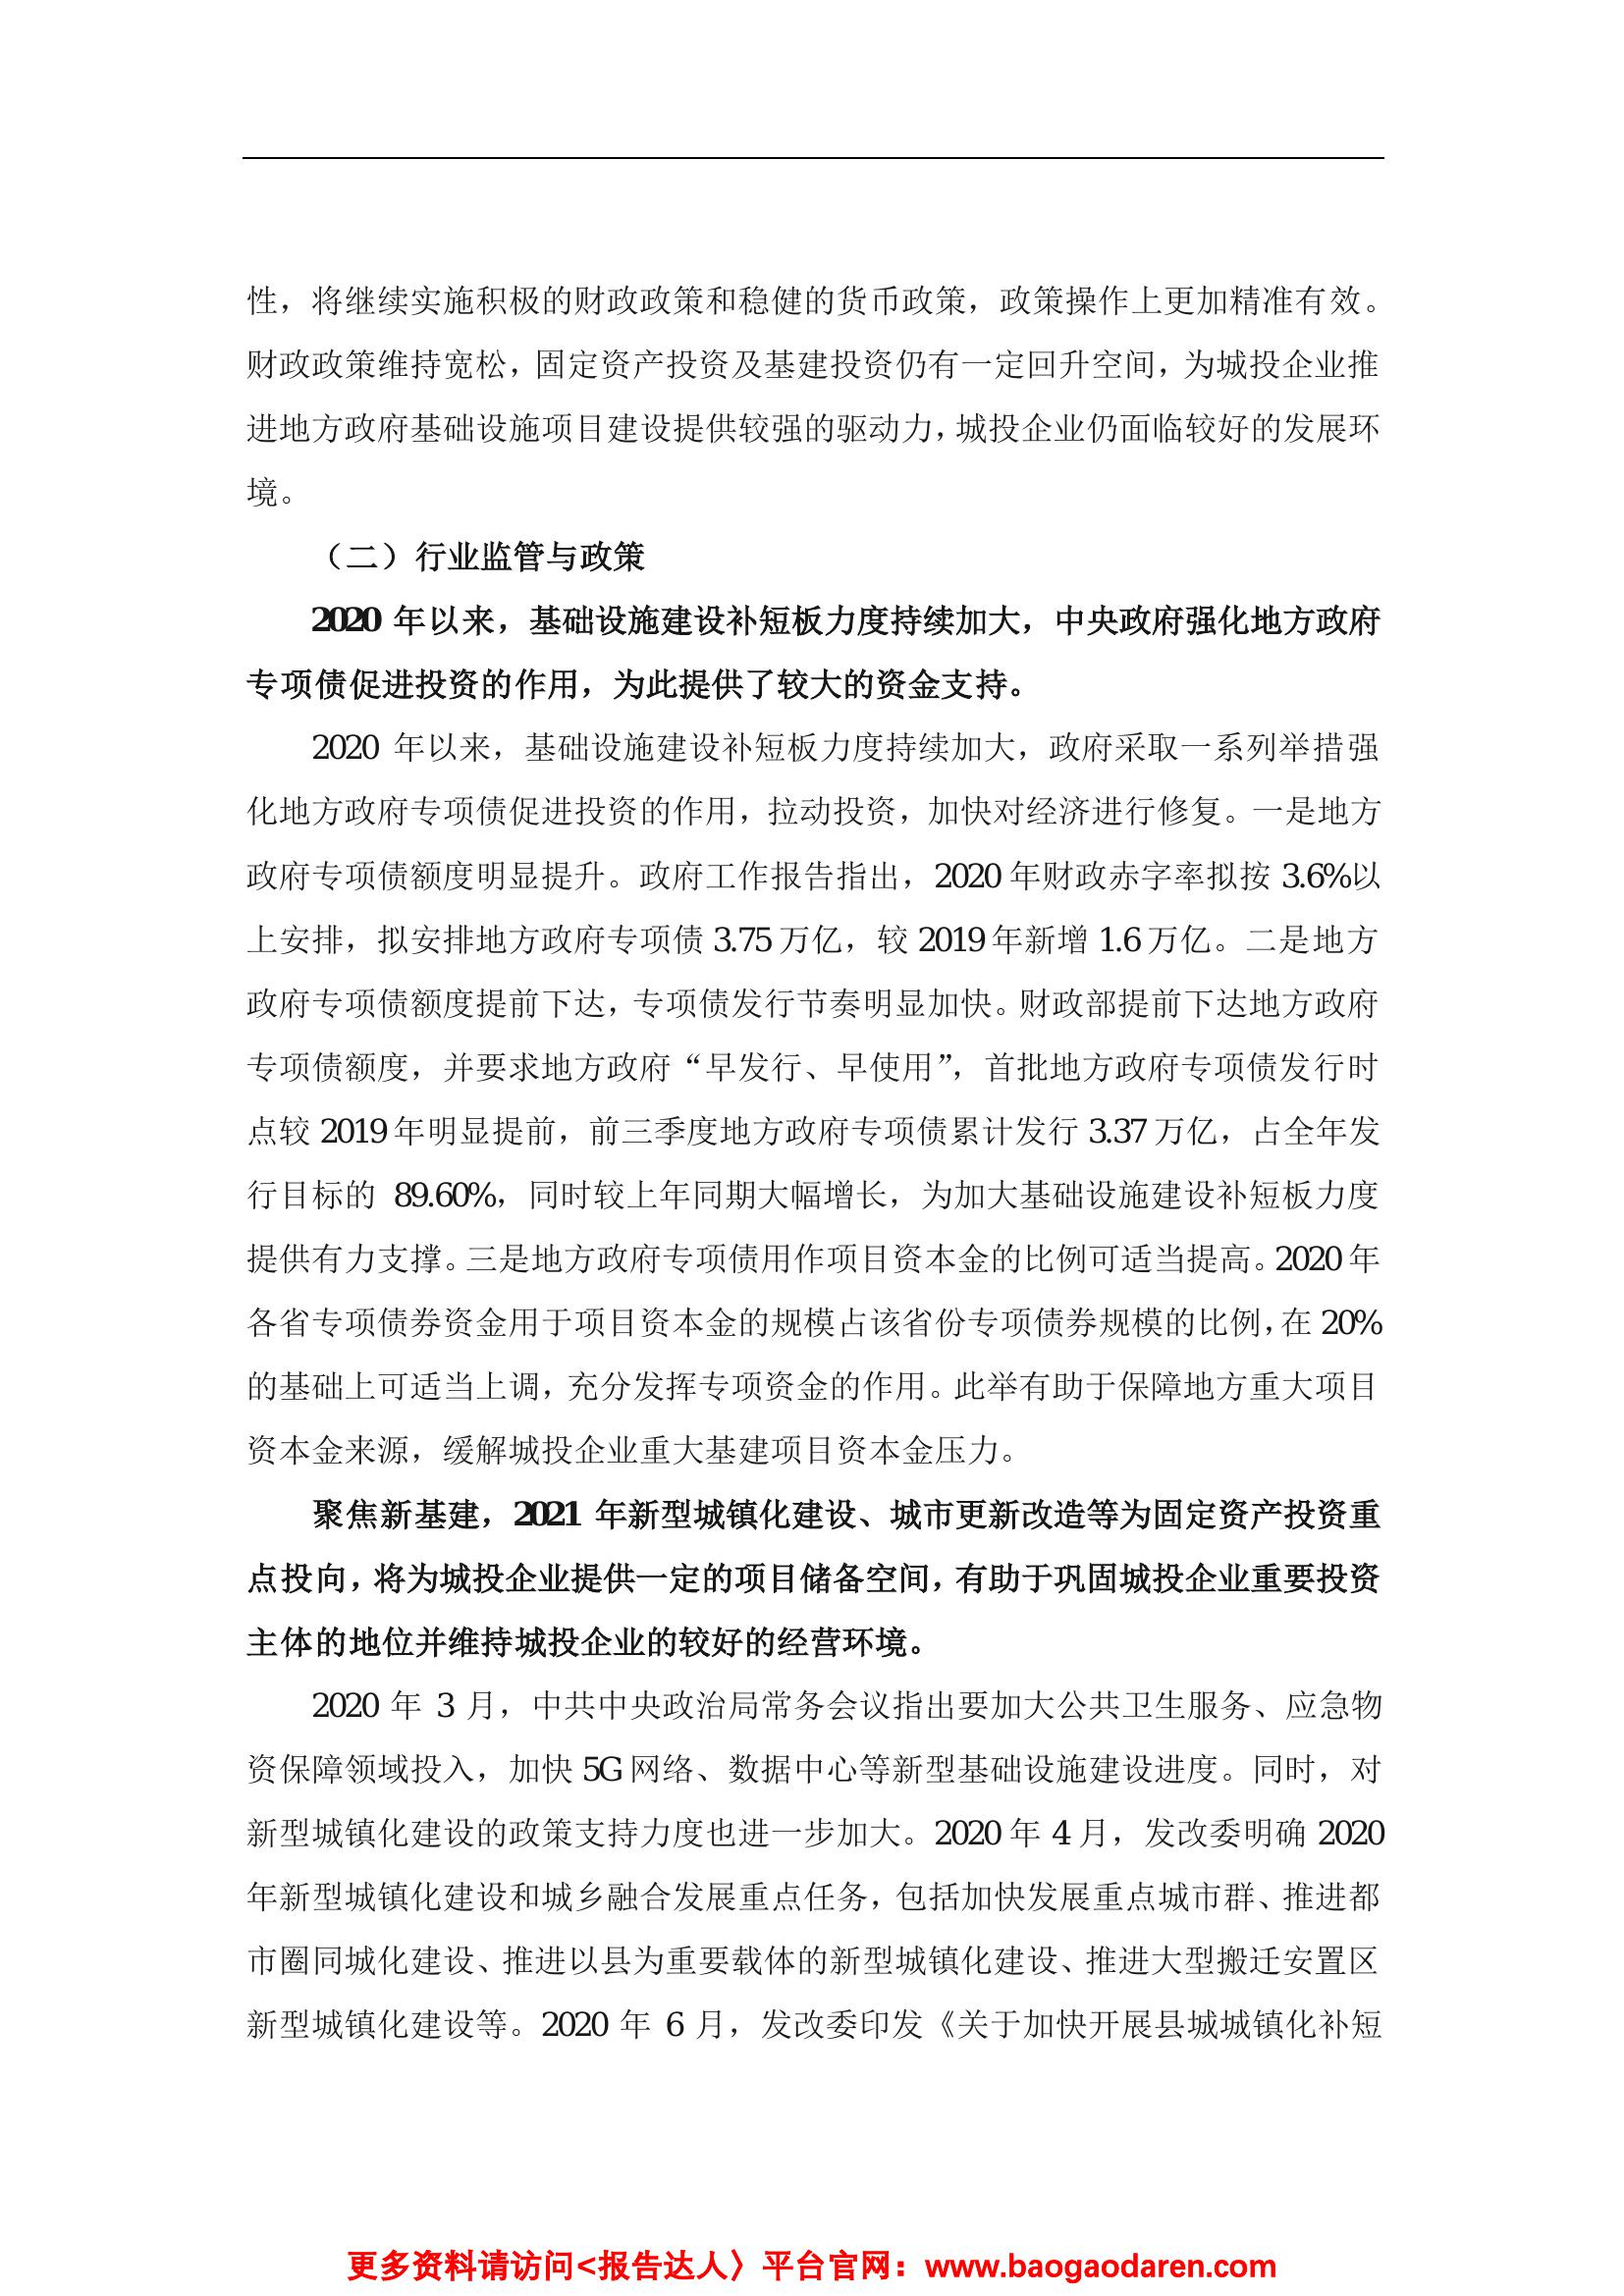 性，将继续实施积极的财政政策和稳健的货币政策，政策操作上更加精准有效。
财政政策维持宽松，固定资产投资及基建投资仍有一定回升空间，为城投企业推
进地方政府基础设施项目建设提供较强的驱动力，城投企业仍面临较好的发展环
境。
（二）行业监管与政策
2020 年以来，基础设施建设补短板力度持续加大，中央政府强化地方政府
专项债促进投资的作用，为此提供了较大的资金支持。
2020 年以来，基础设施建设补短板力度持续加大，政府采取一系列举措强
化地方政府专项债促进投资的作用，拉动投资，加快对经济进行修复。一是地方
政府专项债额度明显提升。政府工作报告指出，2020 年财政赤字率拟按 3.6%以
上安排，拟安排地方政府专项债 3.75 万亿，较 2019 年新增 1.6 万亿。二是地方
政府专项债额度提前下达，专项债发行节奏明显加快。财政部提前下达地方政府
专项债额度，并要求地方政府“早发行、早使用”，首批地方政府专项债发行时
点较 2019 年明显提前，前三季度地方政府专项债累计发行 3.37 万亿，占全年发
行目标的 89.60%，同时较上年同期大幅增长，为加大基础设施建设补短板力度
提供有力支撑。三是地方政府专项债用作项目资本金的比例可适当提高。2020 年
各省专项债券资金用于项目资本金的规模占该省份专项债券规模的比例，在 20%
的基础上可适当上调，充分发挥专项资金的作用。此举有助于保障地方重大项目
资本金来源，缓解城投企业重大基建项目资本金压力。
聚焦新基建，2021 年新型城镇化建设、城市更新改造等为固定资产投资重
点投向，将为城投企业提供一定的项目储备空间，有助于巩固城投企业重要投资
主体的地位并维持城投企业的较好的经营环境。
2020 年 3 月，中共中央政治局常务会议指出要加大公共卫生服务、应急物
资保障领域投入，加快 5G 网络、数据中心等新型基础设施建设进度。同时，对
新型城镇化建设的政策支持力度也进一步加大。2020 年 4 月，发改委明确 2020
年新型城镇化建设和城乡融合发展重点任务，包括加快发展重点城市群、推进都
市圈同城化建设、推进以县为重要载体的新型城镇化建设、推进大型搬迁安置区
新型城镇化建设等。2020 年 6 月，发改委印发《关于加快开展县城城镇化补短
更多资料请访问<报告达人〉平台官网：www.baogaodaren.com